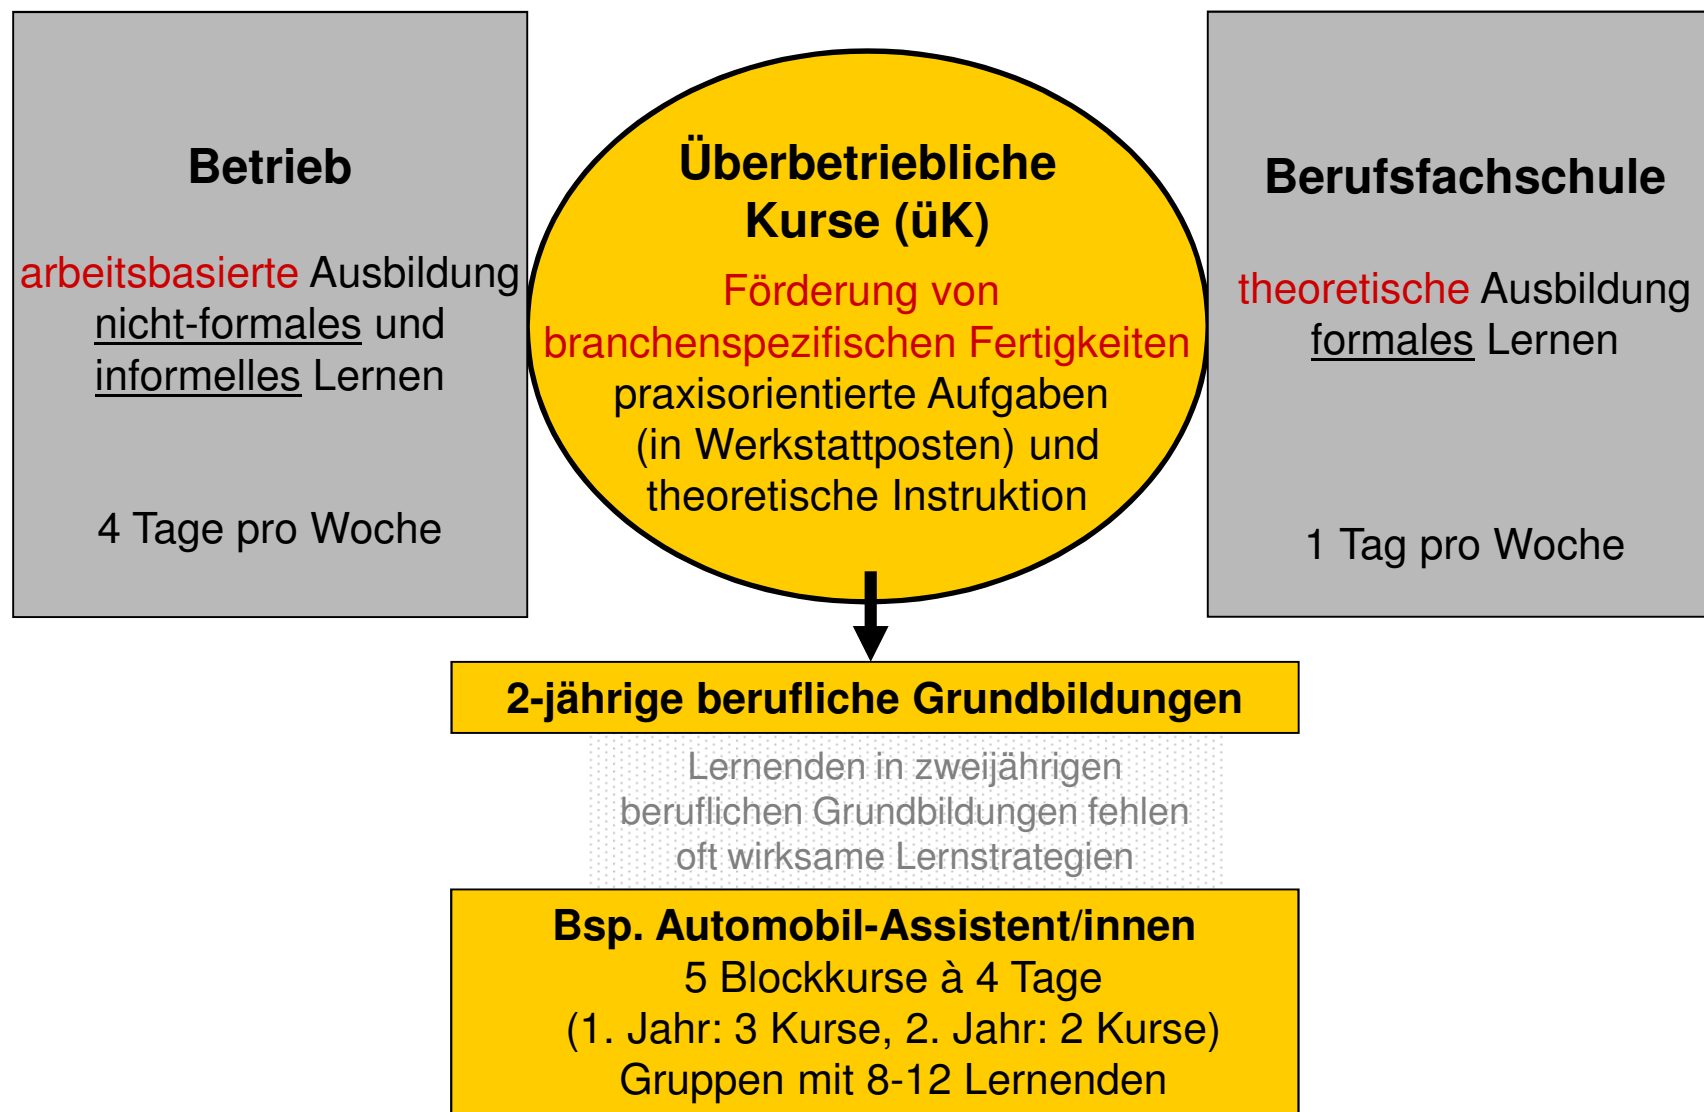 Betrieb
arbeitsbasierte Ausbildung
nicht-formales und
informelles Lernen
4 Tage pro Woche
Überbetriebliche
Kurse (üK)
Förderung von
branchenspezifischen Fertigkeiten
praxisorientierte Aufgaben
(in Werkstattposten) und
theoretische Instruktion
Berufsfachschule
theoretische Ausbildung
formales Lernen
1 Tag pro Woche
2-jährige berufliche Grundbildungen
Lernenden in zweijährigen
beruflichen Grundbildungen fehlen
oft wirksame Lernstrategien
Bsp. Automobil-Assistent/innen
5 Blockkurse à 4 Tage
(1. Jahr: 3 Kurse, 2. Jahr: 2 Kurse)
Gruppen mit 8-12 Lernenden